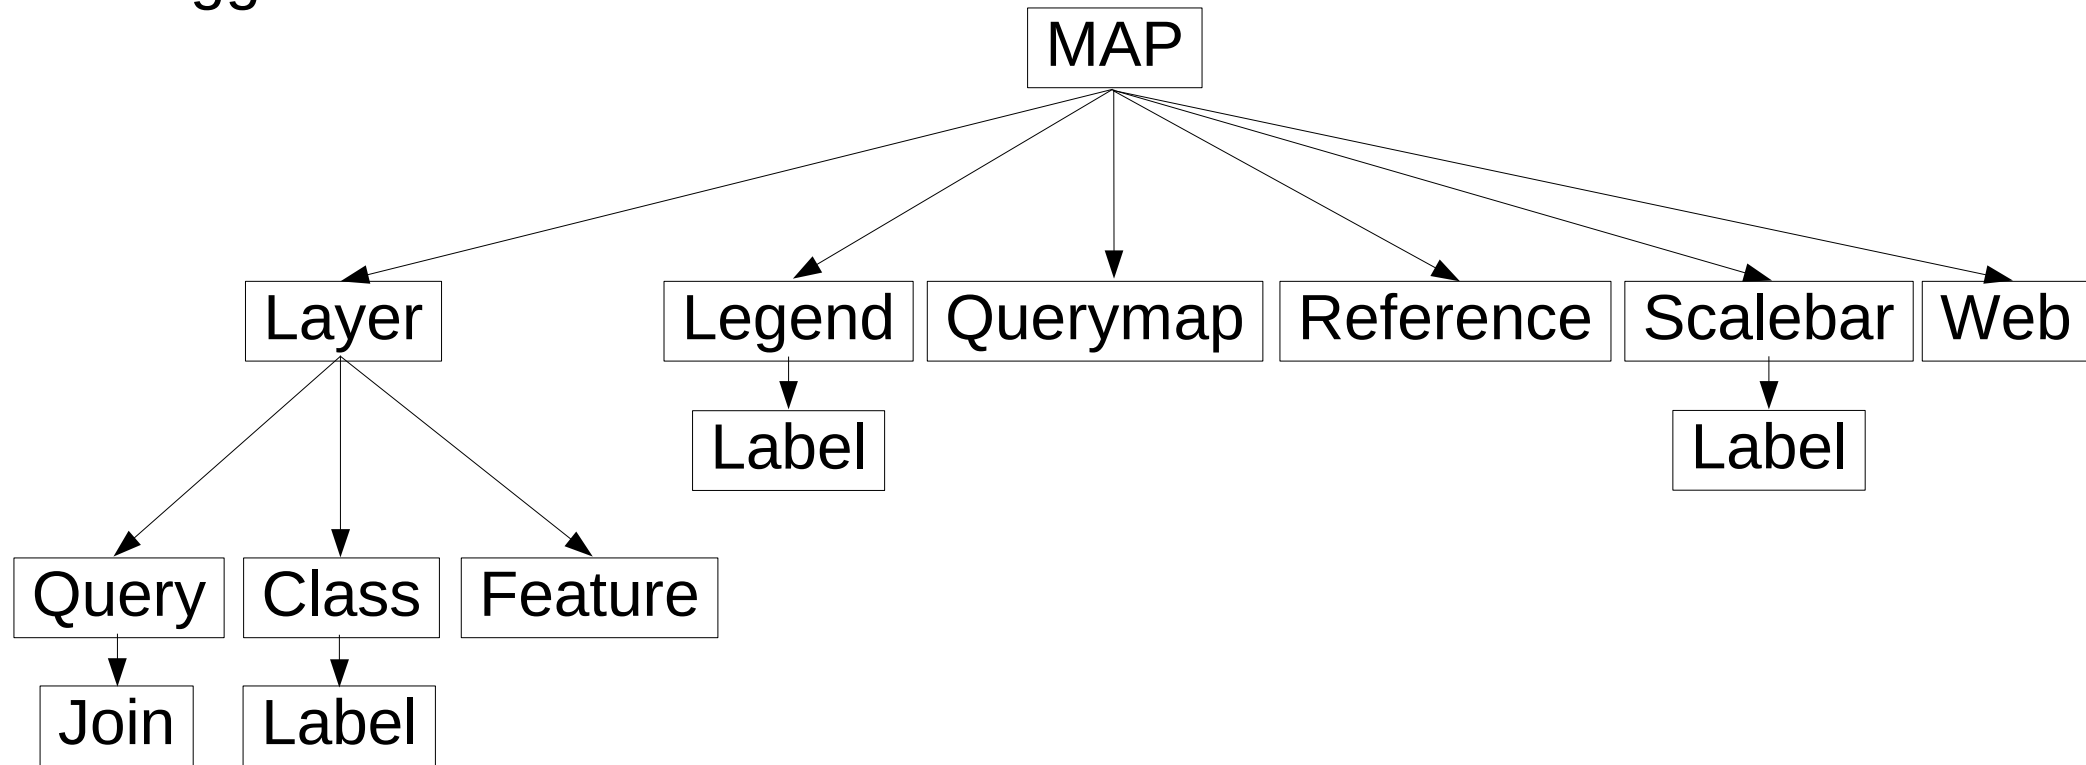 MAP
Layer
Legend
Querymap
Reference
Scalebar
Web
Label
Label
Query
Class
Feature
Join
Label